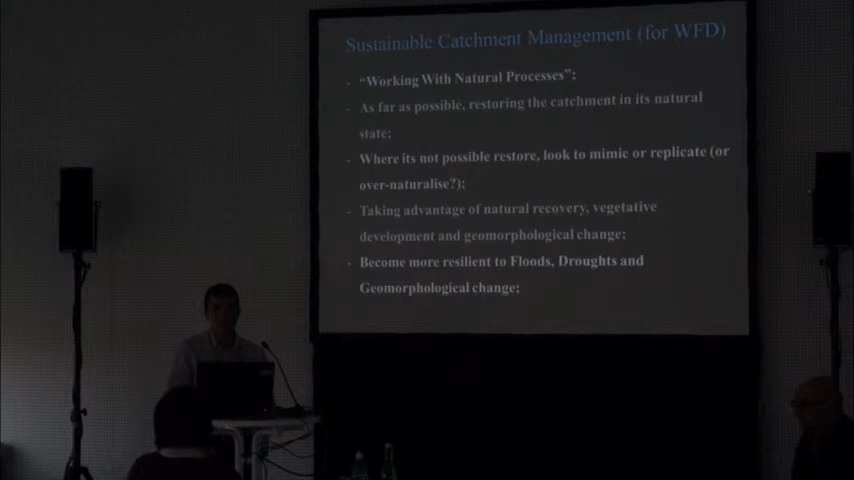 Sustainable Catchment Management (for WFD)
- "Working With Natural Processes";
- As far as possible, restoring the catchment in its natural
state;
- Where its not possible restore, look to mimic or replicate (or
over-naturalise?);
- Taking advantage of natural recovery, vegetative
development and geomorphological change;
- Become more resilient to Floods, Droughts and
Geomorphological change;